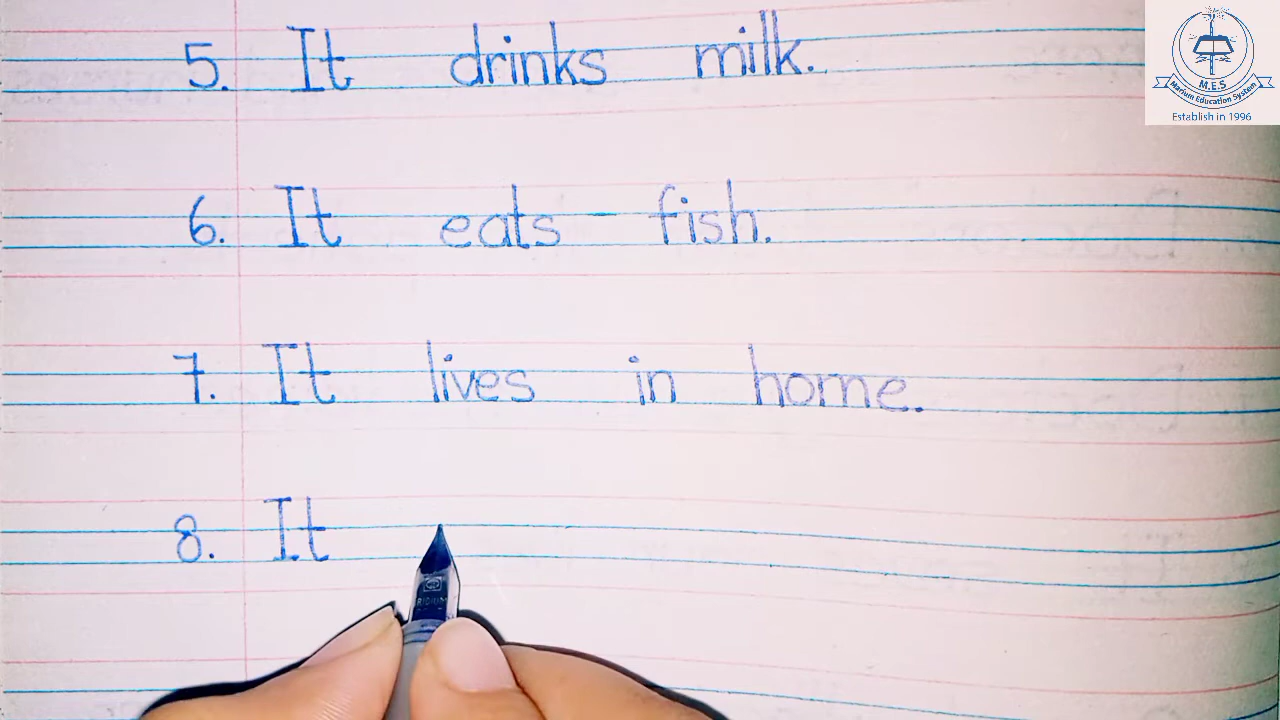 5. It drinks milk.
6. It eats fish.
7. It lives in home.
8. It
M.E.S
Marium Education System
Establish in 1996